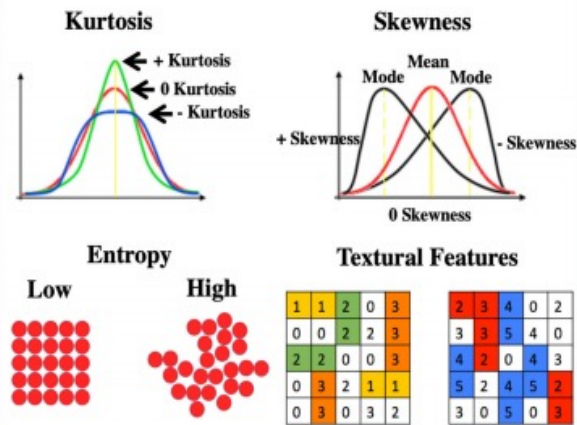 Kurtosis
+ Kurtosis
0 Kurtosis
- Kurtosis
Skewness
Mean
Mode
Mode
+ Skewness
- Skewness
0 Skewness
Entropy
Low
High
Textural Features
1 1 2 0 3
0 0 2 2 3
2 2 0 0 3
0 3 2 1 1
0 3 0 3 2
2 3 4 0 2
3 3 5 4 0
4 2 0 4 3
5 2 4 5 2
3 0 5 0 3